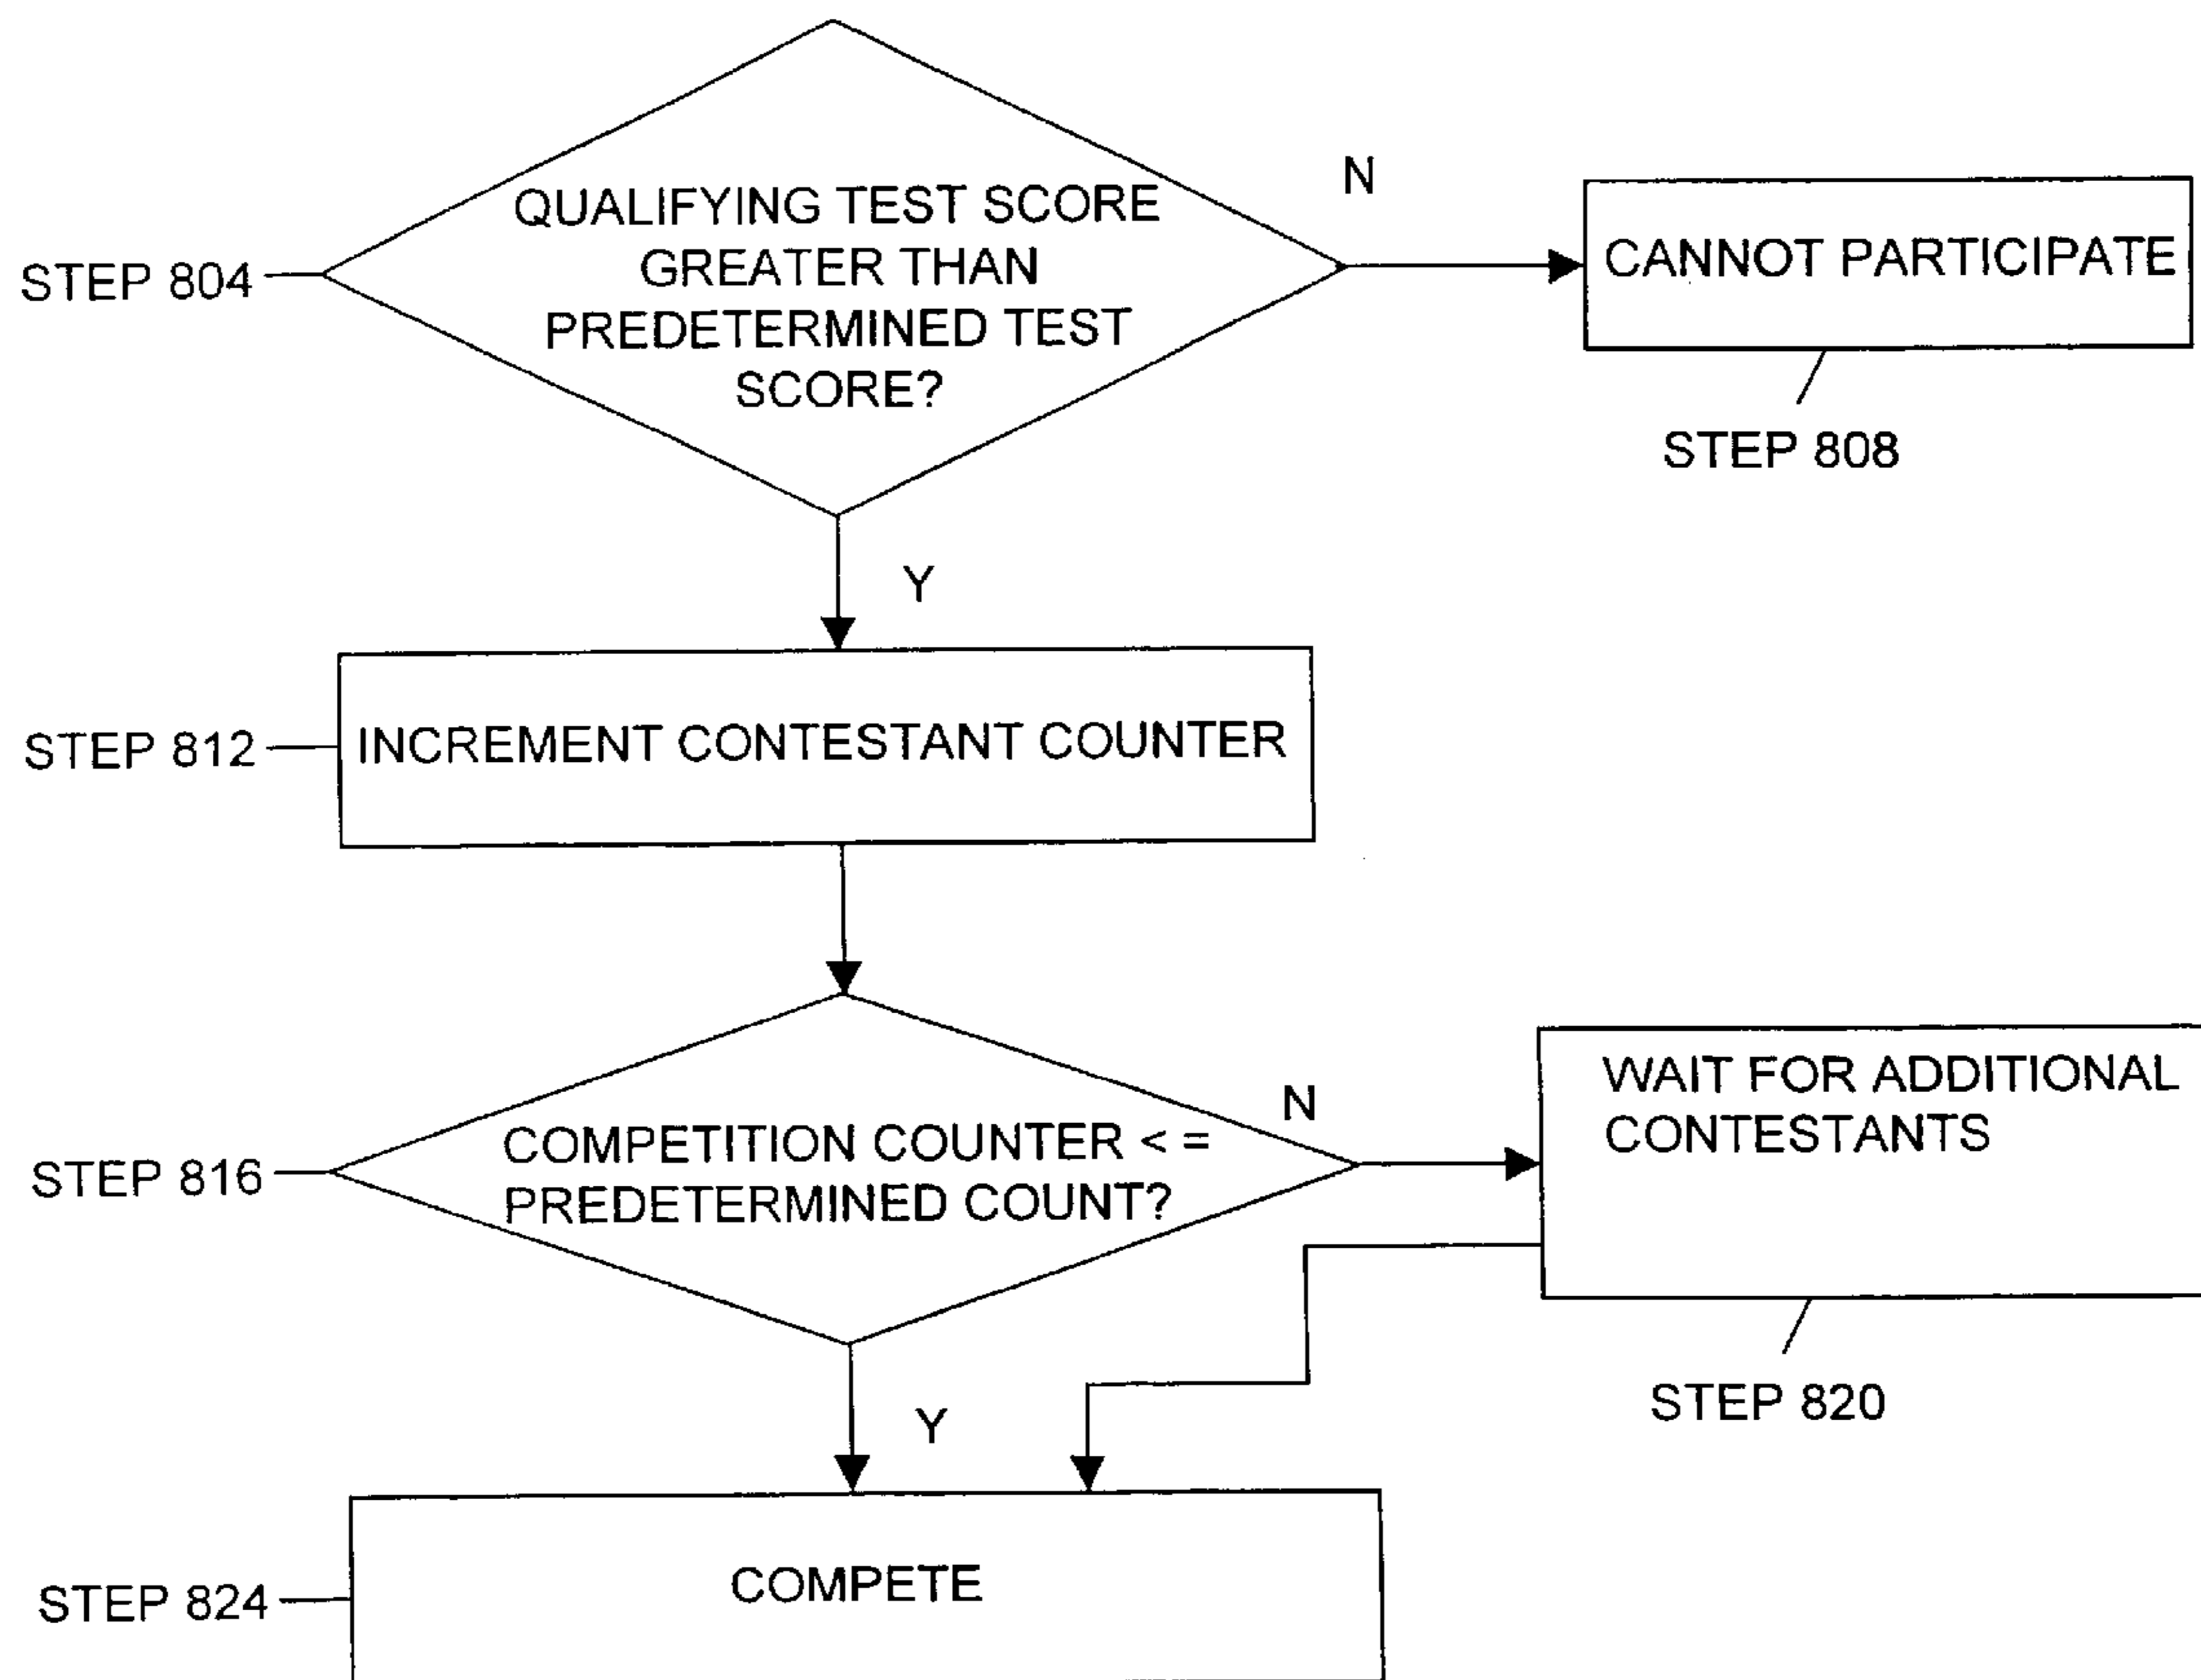 N
QUALIFYING TEST SCORE
GREATER THAN
PREDETERMINED TEST
SCORE?
STEP 804
CANNOT PARTICIPATE
STEP 808
Y
INCREMENT CONTESTANT COUNTER
STEP 812
N
COMPETITION COUNTER < =
PREDETERMINED COUNT?
STEP 816
WAIT FOR ADDITIONAL
CONTESTANTS
STEP 820
Y
COMPETE
STEP 824